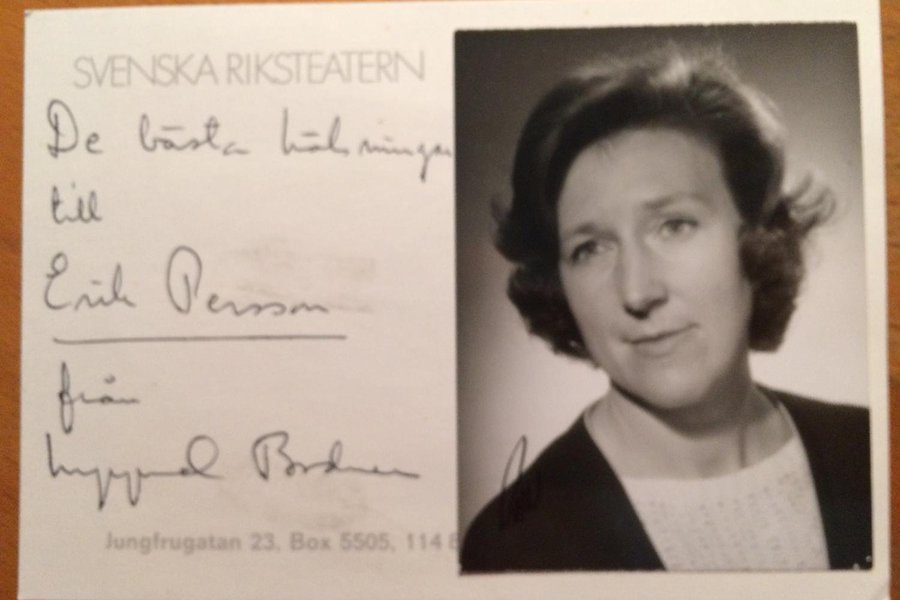 SVENSKA RIKSTEATERN
De bästa hälsningar
till
Erik Persson
från
Jungfrugatan 23. Box 5505, 114